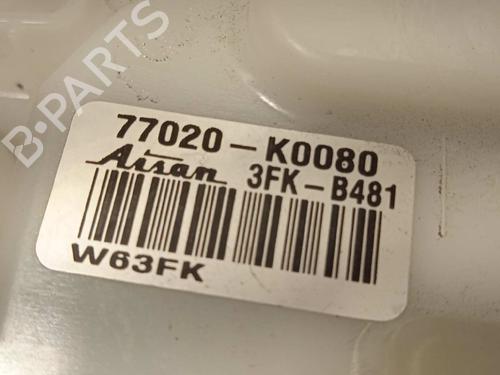 B-PARTS
77020-K0080
Aisan 3FK-B481
W63FK